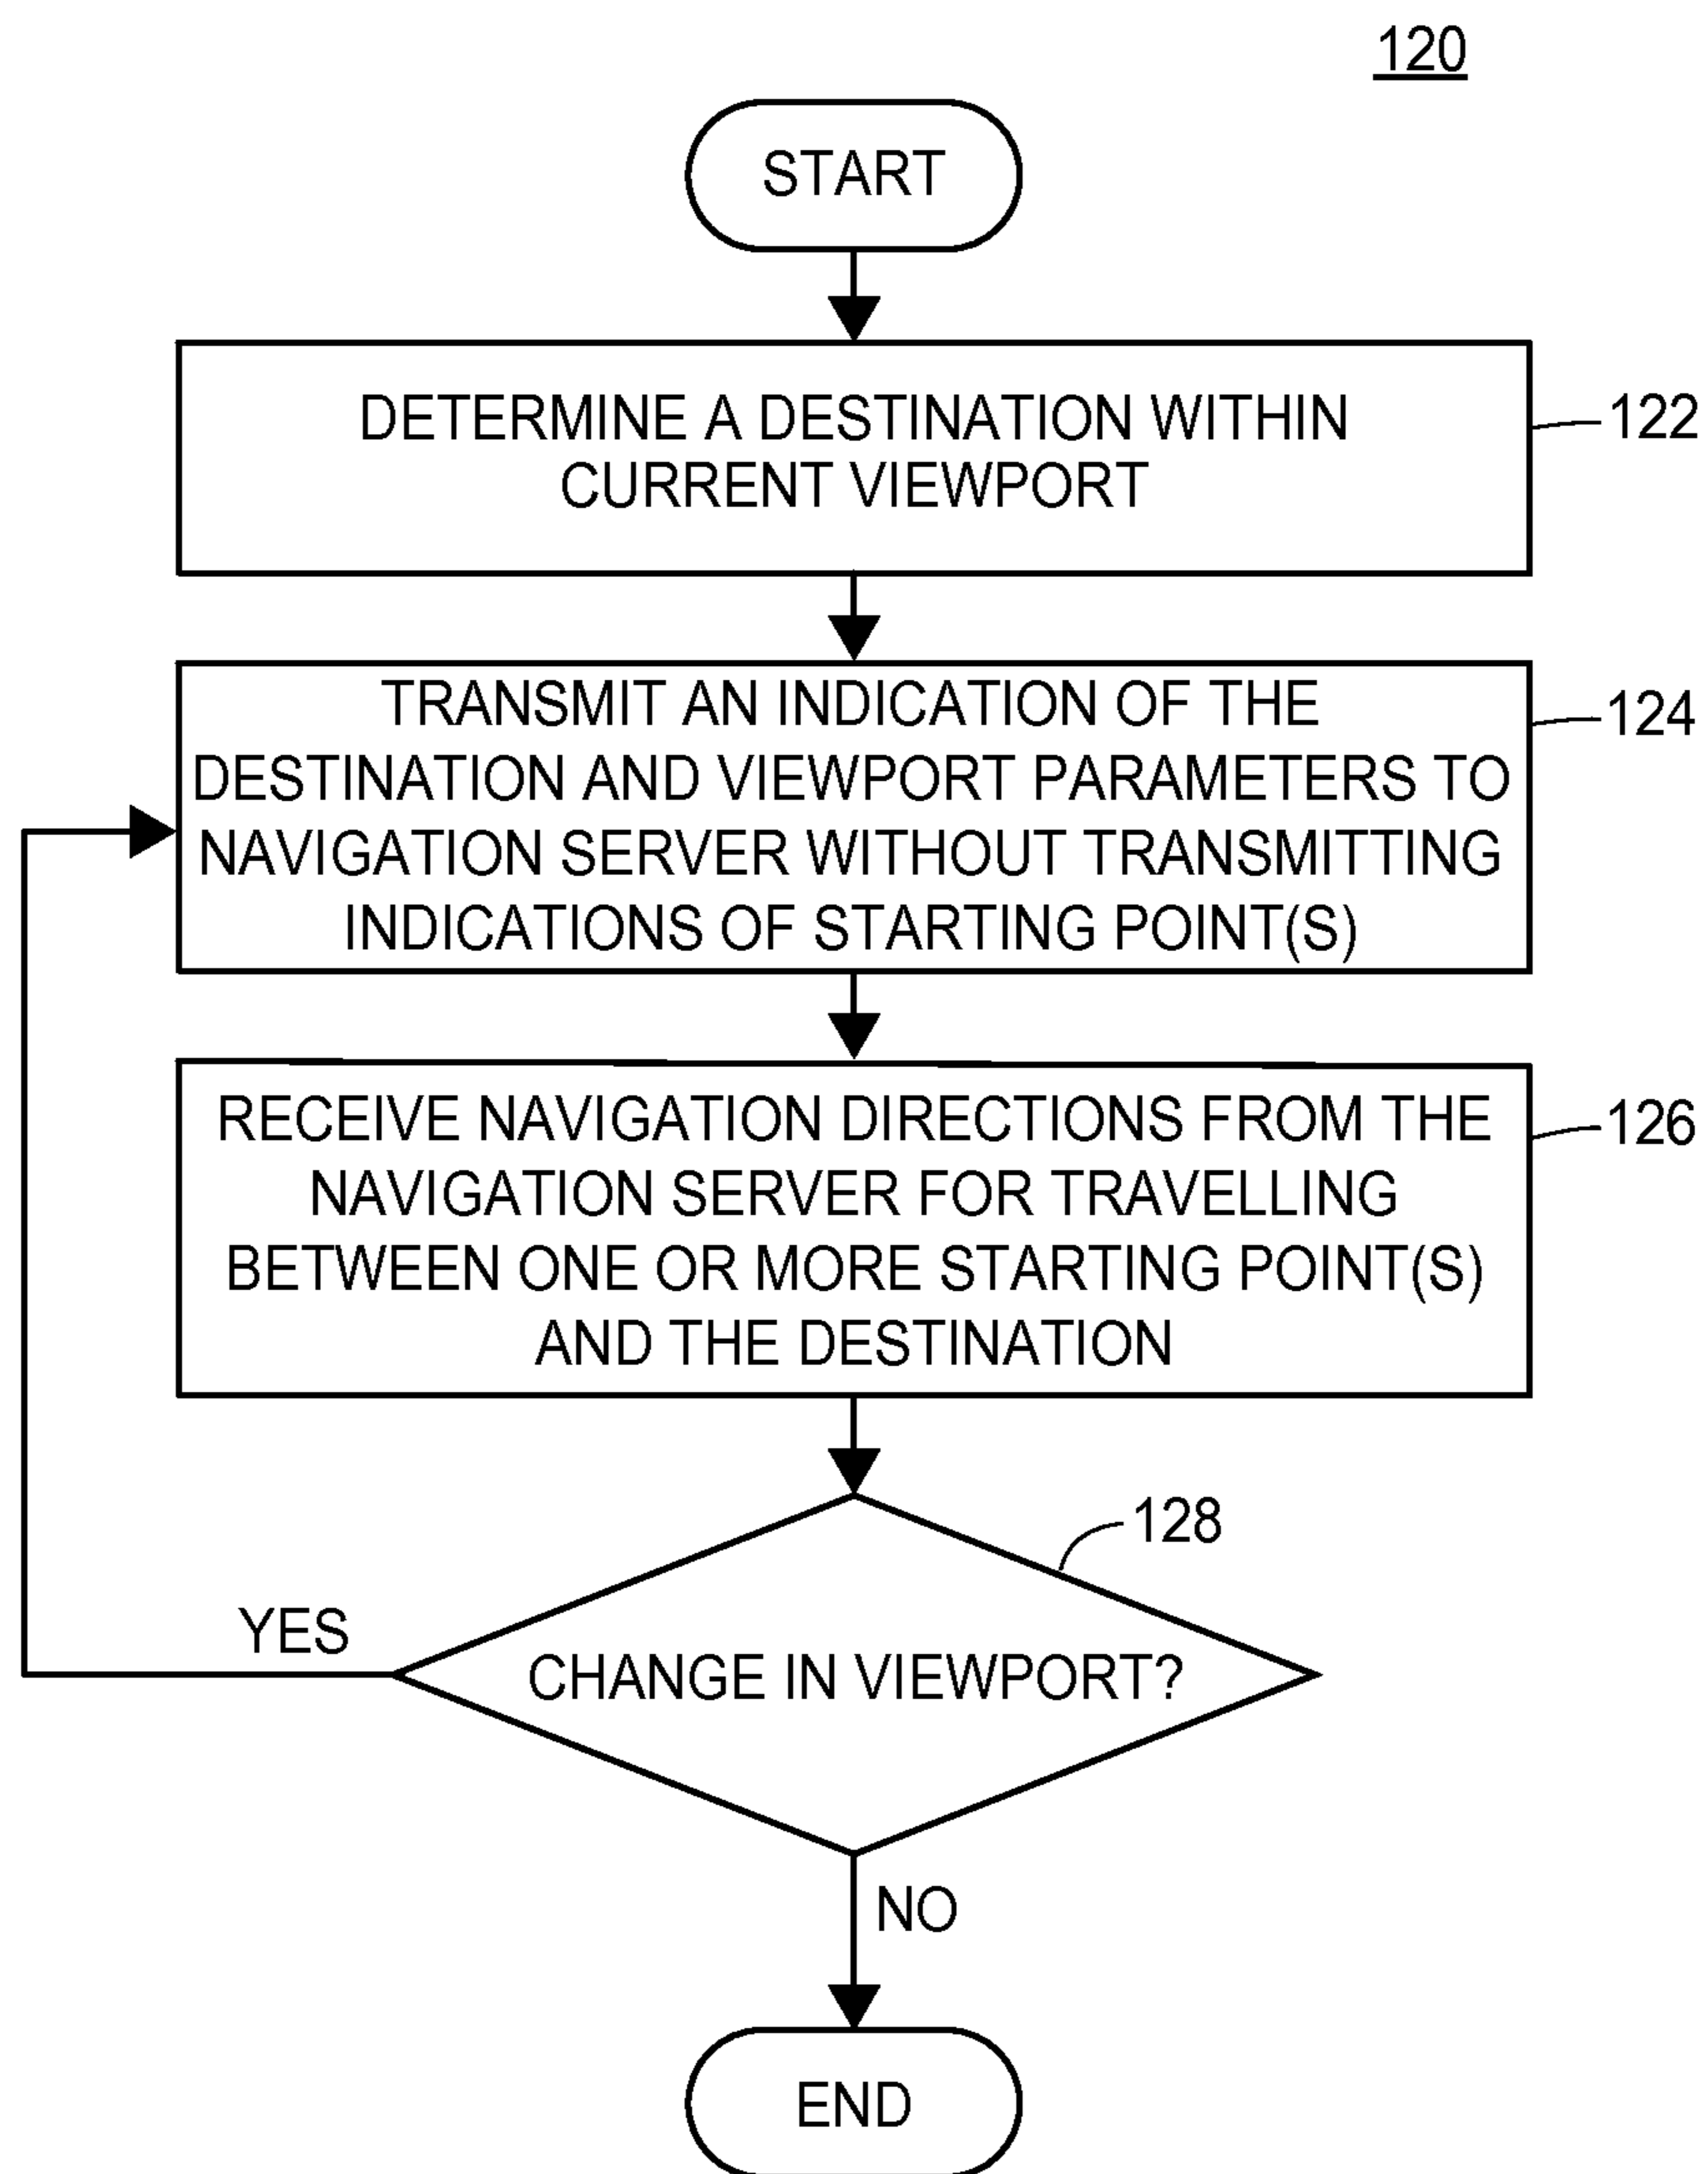 120
START
DETERMINE A DESTINATION WITHIN
CURRENT VIEWPORT
122
TRANSMIT AN INDICATION OF THE
DESTINATION AND VIEWPORT PARAMETERS TO
NAVIGATION SERVER WITHOUT TRANSMITTING
INDICATIONS OF STARTING POINT(S)
124
RECEIVE NAVIGATION DIRECTIONS FROM THE
NAVIGATION SERVER FOR TRAVELLING
BETWEEN ONE OR MORE STARTING POINT(S)
AND THE DESTINATION
126
128
YES
CHANGE IN VIEWPORT?
NO
END